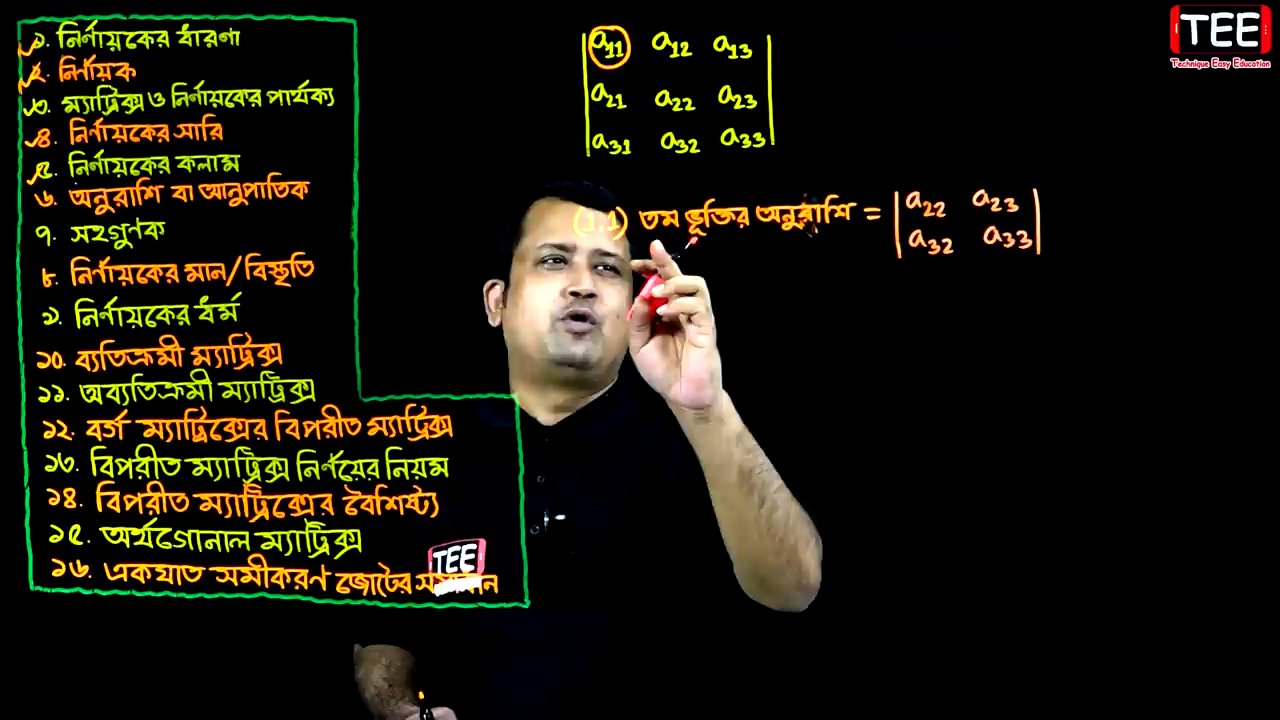 ১. নির্ণায়কের ধারণা
২. নির্ণায়ক
৩. ম্যাট্রিক্স ও নির্ণায়কের পার্থক্য
৪. নির্ণায়কের সারি
৫. নির্ণায়কের কলাম
৬. অনুরাশি বা আনুপাতিক
৭. সহগুণক
৮. নির্ণায়কের মান/বিস্তৃতি
৯. নির্ণায়কের ধর্ম
১০. ব্যতিক্রমী ম্যাট্রিক্স
১১. অব্যতিক্রমী ম্যাট্রিক্স
১২. বর্গ ম্যাট্রিক্সের বিপরীত ম্যাট্রিক্স
১৩. বিপরীত ম্যাট্রিক্স নির্ণয়ের নিয়ম
১৪. বিপরীত ম্যাট্রিক্সের বৈশিষ্ট্য
১৫. অর্থগোনাল ম্যাট্রিক্স
১৬. একঘাত সমীকরণ জোটের
TEE
a11 a12 a13
a21 a22 a23
a31 a32 a33
(1.1) তম ভূক্তির অনুরাশি = | a22 a23 |
| a32 a33 |
TEE
Technique Easy Education